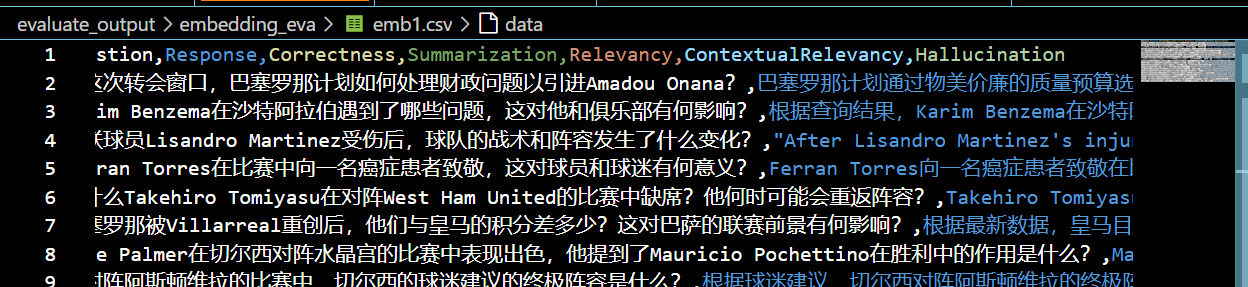 evaluate_output > embedding_eva > emb1.csv > data
1 stion,Response,Correctness,Summarization,Relevancy,ContextualRelevancy,Hallucination
2 次转会窗口，巴塞罗那计划如何处理财政问题以引进Amadou Onana？,巴塞罗那计划通过物美价廉的质量预算选
3 im Benzema在沙特阿拉伯遇到了哪些问题，这对他和俱乐部有何影响？,根据查询结果，Karim Benzema在沙特
4 球员Lisandro Martinez受伤后，球队的战术和阵容发生了什么变化？,"After Lisandro Martinez's inju
5 rran Torres在比赛中向一名癌症患者致敬，这对球员和球迷有何意义？,Ferran Torres向一名癌症患者致敬在比
6 什么Takehiro Tomiyasu在对阵West Ham United的比赛中缺席？他何时可能会重返阵容？,Takehiro Tomiyasu
7 塞罗那被Villarreal重创后，他们与皇马的积分差多少？这对巴萨的联赛前景有何影响？,根据最新数据，皇马目
8 e Palmer在切尔西对阵水晶宫的比赛中表现出色，他提到了Mauricio Pochettino在胜利中的作用是什么？,Ma
9 对阵阿斯顿维拉的比赛中，切尔西的球迷建议的终极阵容是什么？,根据球迷建议，切尔西对阵阿斯顿维拉的终极阵